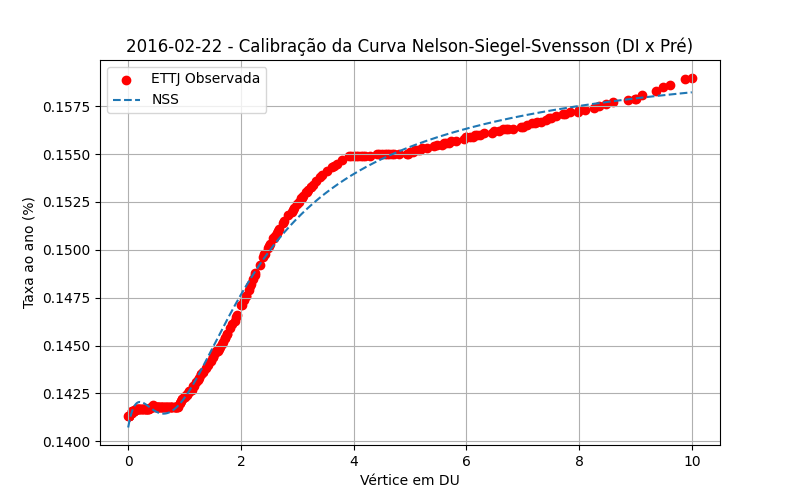 2016-02-22 - Calibração da Curva Nelson-Siegel-Svensson (DI x Pré)
ETTJ Observada
NSS
Taxa ao ano (%)
0.1575
0.1550
0.1525
0.1500
0.1475
0.1450
0.1425
0.1400
0 2 4 6 8 10
Vértice em DU